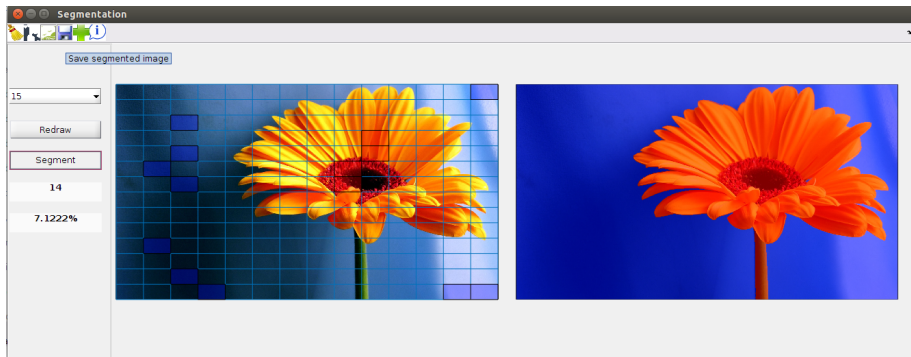 Segmentation
i
Save segmented image
15
Redraw
Segment
14
7.1222%